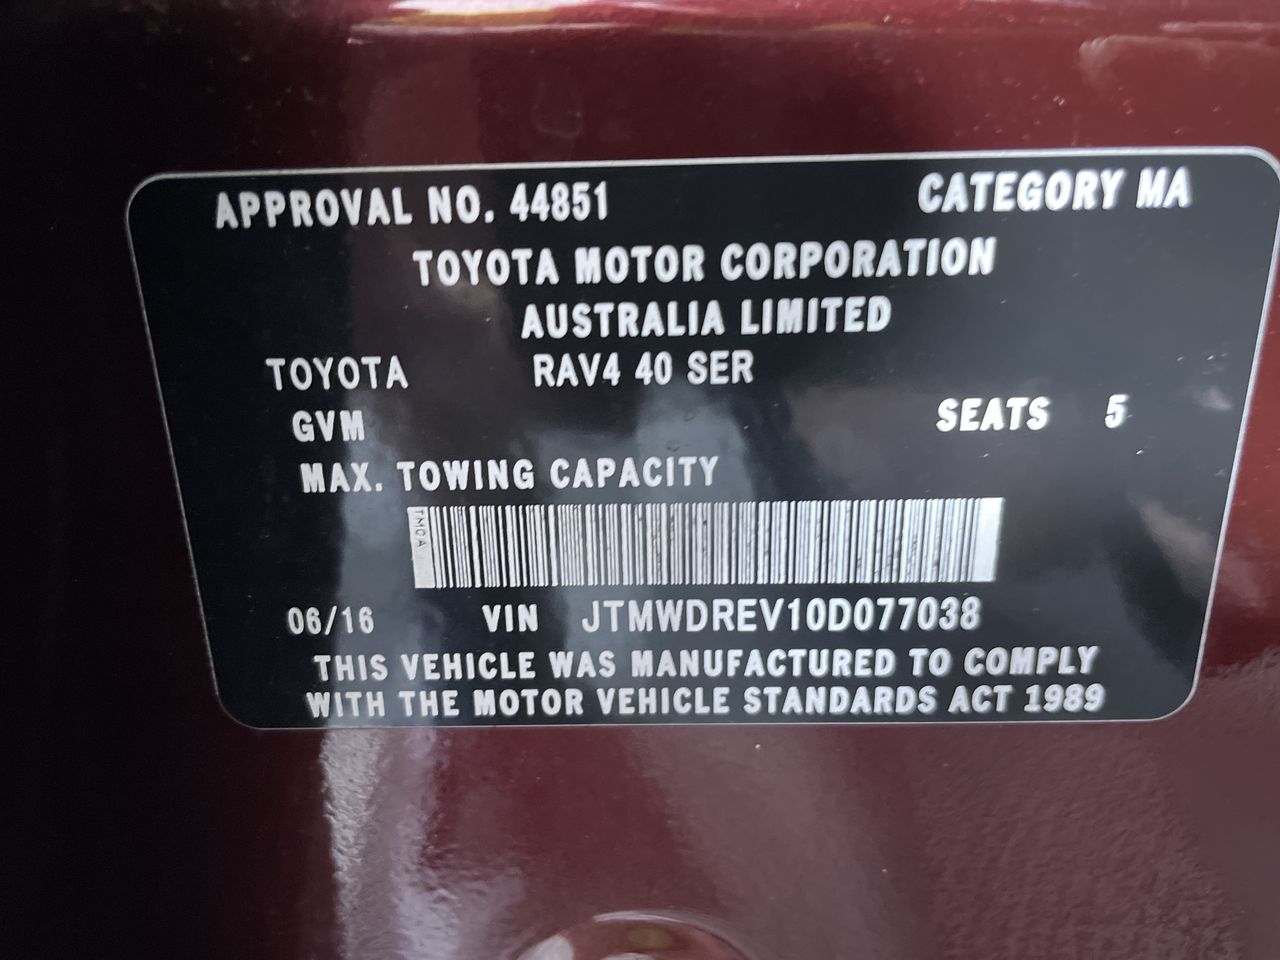 APPROVAL NO. 44851 CATEGORY MA
TOYOTA MOTOR CORPORATION
AUSTRALIA LIMITED
TOYOTA RAV4 40 SER
GVM SEATS 5
MAX. TOWING CAPACITY
TMCA
06/16 VIN JTMWDREV10D077038
THIS VEHICLE WAS MANUFACTURED TO COMPLY
WITH THE MOTOR VEHICLE STANDARDS ACT 1989